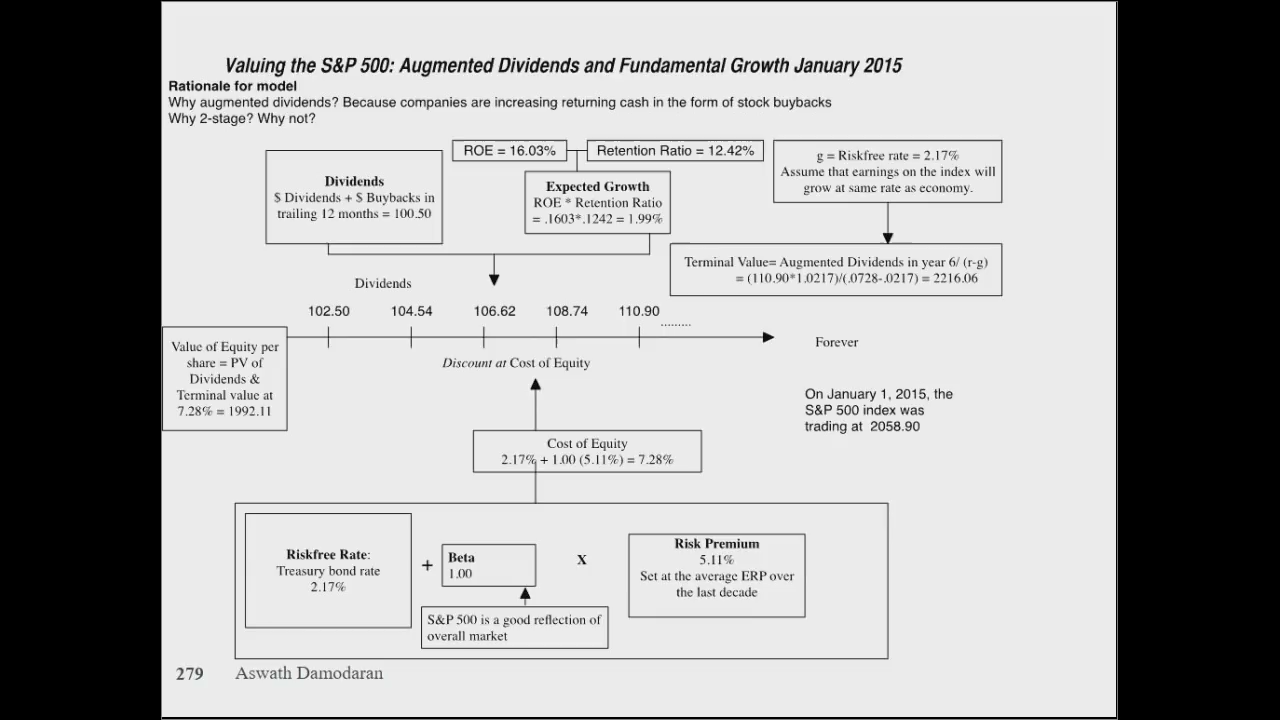 Valuing the S&P 500: Augmented Dividends and Fundamental Growth January 2015
Rationale for model
Why augmented dividends? Because companies are increasing returning cash in the form of stock buybacks
Why 2-stage? Why not?
ROE = 16.03%
Retention Ratio = 12.42%
g = Riskfree rate = 2.17%
Assume that earnings on the index will
grow at same rate as economy.
Dividends
$ Dividends + $ Buybacks in
trailing 12 months = 100.50
Expected Growth
ROE * Retention Ratio
= .1603*.1242 = 1.99%
Terminal Value= Augmented Dividends in year 6/ (r-g)
= (110.90*1.0217)/(.0728-.0217) = 2216.06
Dividends
102.50 104.54 106.62 108.74 110.90
.........
Forever
Value of Equity per
share = PV of
Dividends &
Terminal value at
7.28% = 1992.11
Discount at Cost of Equity
On January 1, 2015, the
S&P 500 index was
trading at 2058.90
Cost of Equity
2.17% + 1.00 (5.11%) = 7.28%
Riskfree Rate:
Treasury bond rate
2.17%
+
Beta
1.00
X
Risk Premium
5.11%
Set at the average ERP over
the last decade
S&P 500 is a good reflection of
overall market
279 Aswath Damodaran